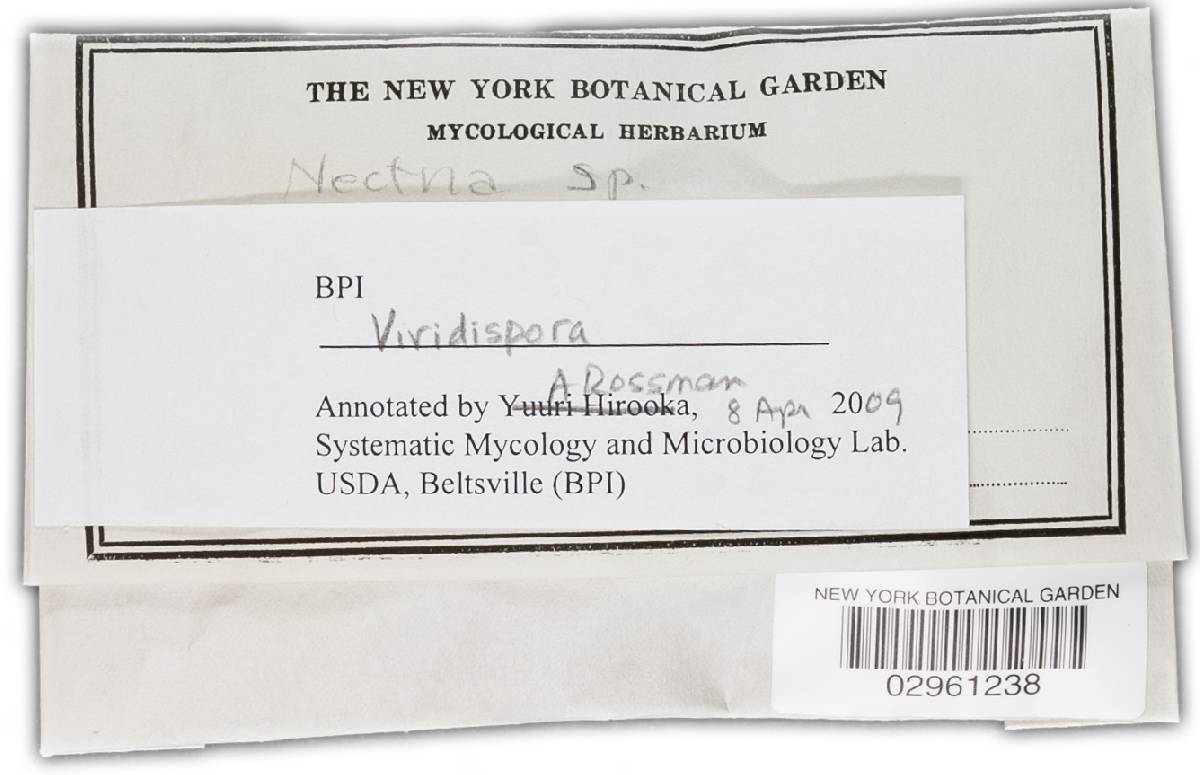 THE NEW YORK BOTANICAL GARDEN
MYCOLOGICAL HERBARIUM
Nectria sp.
BPI
Viridispora
A Rossman
Annotated by Yuuri Hirooka, 8 Apr 2009
Systematic Mycology and Microbiology Lab.
USDA, Beltsville (BPI)
NEW YORK BOTANICAL GARDEN
02961238